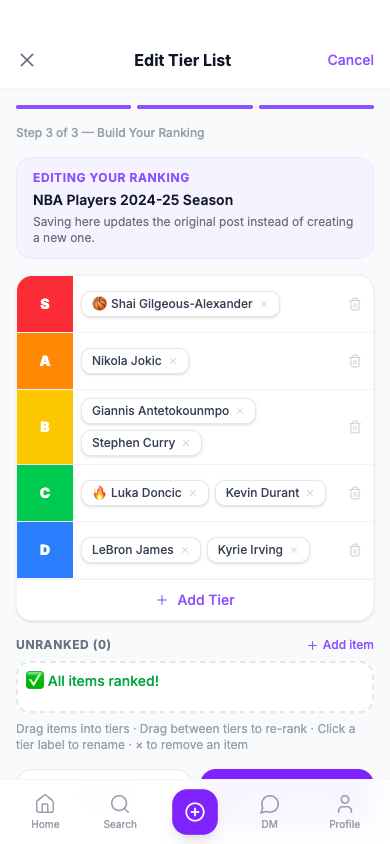 Edit Tier List
Cancel
Step 3 of 3 — Build Your Ranking
EDITING YOUR RANKING
NBA Players 2024-25 Season
Saving here updates the original post instead of creating
a new one.
S
🏀 Shai Gilgeous-Alexander ×
A
Nikola Jokic ×
B
Giannis Antetokounmpo ×
Stephen Curry ×
C
🔥 Luka Doncic ×
Kevin Durant ×
D
LeBron James ×
Kyrie Irving ×
+ Add Tier
UNRANKED (0)
+ Add item
✅ All items ranked!
Drag items into tiers · Drag between tiers to re-rank · Click a
tier label to rename · × to remove an item
Home
Search
DM
Profile